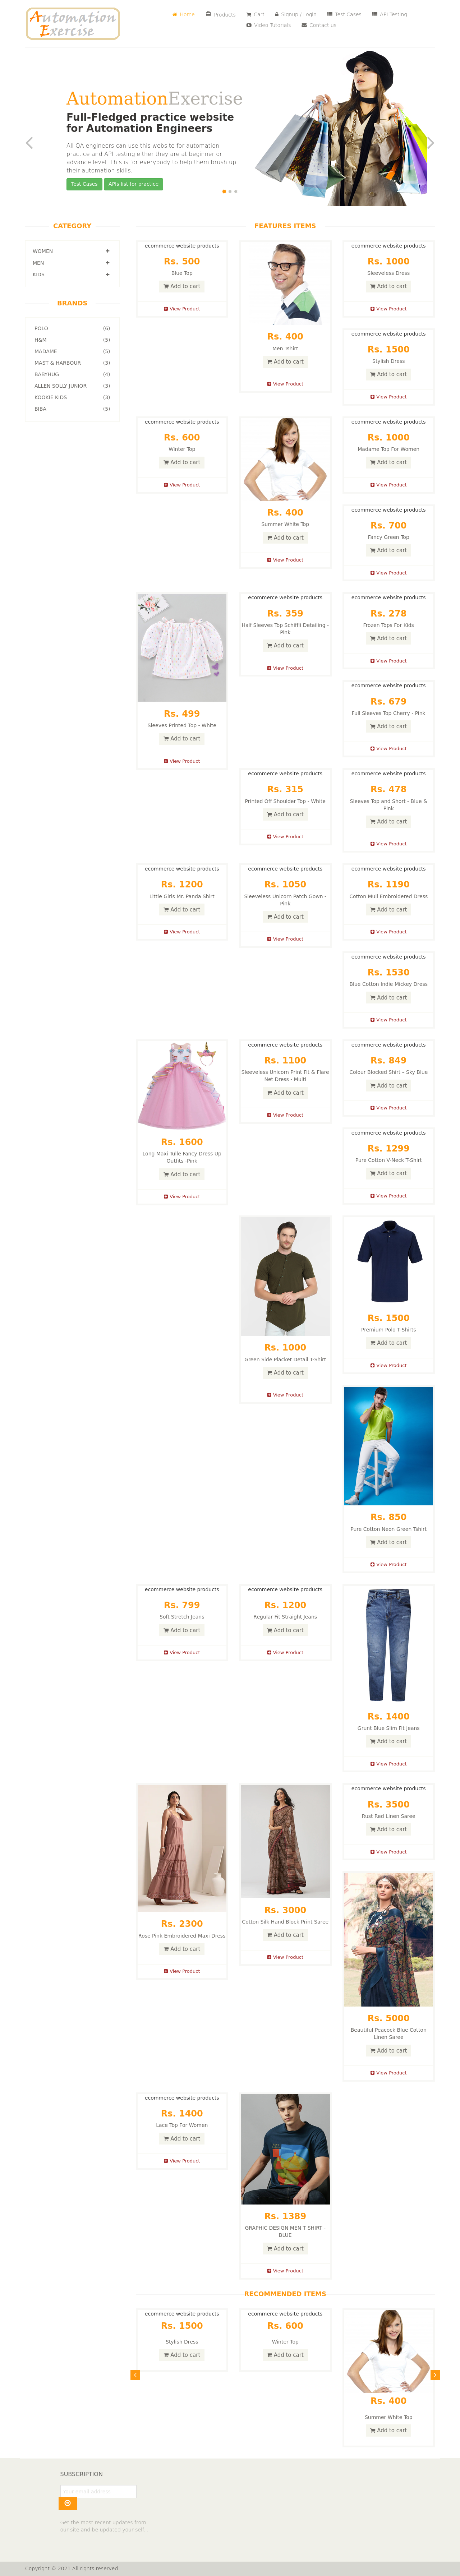 Automation
Exercise
Home
Products
Cart
Signup / Login
Test Cases
API Testing
Video Tutorials
Contact us
AutomationExercise
Full-Fledged practice website
for Automation Engineers
All QA engineers can use this website for automation
practice and API testing either they are at beginner or
advance level. This is for everybody to help them brush up
their automation skills.
Test Cases
APIs list for practice
CATEGORY
WOMEN
MEN
KIDS
BRANDS
POLO (6)
H&M (5)
MADAME (5)
MAST & HARBOUR (3)
BABYHUG (4)
ALLEN SOLLY JUNIOR (3)
KOOKIE KIDS (3)
BIBA (5)
FEATURES ITEMS
ecommerce website products
Rs. 500
Blue Top
Add to cart
View Product
Rs. 400
Men Tshirt
Add to cart
View Product
ecommerce website products
Rs. 1000
Sleeveless Dress
Add to cart
View Product
ecommerce website products
Rs. 1500
Stylish Dress
Add to cart
View Product
ecommerce website products
Rs. 600
Winter Top
Add to cart
View Product
Rs. 400
Summer White Top
Add to cart
View Product
ecommerce website products
Rs. 1000
Madame Top For Women
Add to cart
View Product
ecommerce website products
Rs. 700
Fancy Green Top
Add to cart
View Product
Rs. 499
Sleeves Printed Top - White
Add to cart
View Product
ecommerce website products
Rs. 359
Half Sleeves Top Schiffli Detailing -
Pink
Add to cart
View Product
ecommerce website products
Rs. 278
Frozen Tops For Kids
Add to cart
View Product
ecommerce website products
Rs. 679
Full Sleeves Top Cherry - Pink
Add to cart
View Product
ecommerce website products
Rs. 315
Printed Off Shoulder Top - White
Add to cart
View Product
ecommerce website products
Rs. 478
Sleeves Top and Short - Blue &
Pink
Add to cart
View Product
ecommerce website products
Rs. 1200
Little Girls Mr. Panda Shirt
Add to cart
View Product
ecommerce website products
Rs. 1050
Sleeveless Unicorn Patch Gown -
Pink
Add to cart
View Product
ecommerce website products
Rs. 1190
Cotton Mull Embroidered Dress
Add to cart
View Product
ecommerce website products
Rs. 1530
Blue Cotton Indie Mickey Dress
Add to cart
View Product
Rs. 1600
Long Maxi Tulle Fancy Dress Up
Outfits -Pink
Add to cart
View Product
ecommerce website products
Rs. 1100
Sleeveless Unicorn Print Fit & Flare
Net Dress - Multi
Add to cart
View Product
ecommerce website products
Rs. 849
Colour Blocked Shirt – Sky Blue
Add to cart
View Product
ecommerce website products
Rs. 1299
Pure Cotton V-Neck T-Shirt
Add to cart
View Product
Rs. 1000
Green Side Placket Detail T-Shirt
Add to cart
View Product
Rs. 1500
Premium Polo T-Shirts
Add to cart
View Product
Rs. 850
Pure Cotton Neon Green Tshirt
Add to cart
View Product
ecommerce website products
Rs. 799
Soft Stretch Jeans
Add to cart
View Product
ecommerce website products
Rs. 1200
Regular Fit Straight Jeans
Add to cart
View Product
Rs. 1400
Grunt Blue Slim Fit Jeans
Add to cart
View Product
Rs. 2300
Rose Pink Embroidered Maxi Dress
Add to cart
View Product
Rs. 3000
Cotton Silk Hand Block Print Saree
Add to cart
View Product
ecommerce website products
Rs. 3500
Rust Red Linen Saree
Add to cart
View Product
Rs. 5000
Beautiful Peacock Blue Cotton
Linen Saree
Add to cart
View Product
ecommerce website products
Rs. 1400
Lace Top For Women
Add to cart
View Product
Rs. 1389
GRAPHIC DESIGN MEN T SHIRT -
BLUE
Add to cart
View Product
RECOMMENDED ITEMS
ecommerce website products
Rs. 1500
Stylish Dress
Add to cart
ecommerce website products
Rs. 600
Winter Top
Add to cart
Rs. 400
Summer White Top
Add to cart
SUBSCRIPTION
Your email address
Get the most recent updates from
our site and be updated your self...
Copyright © 2021 All rights reserved